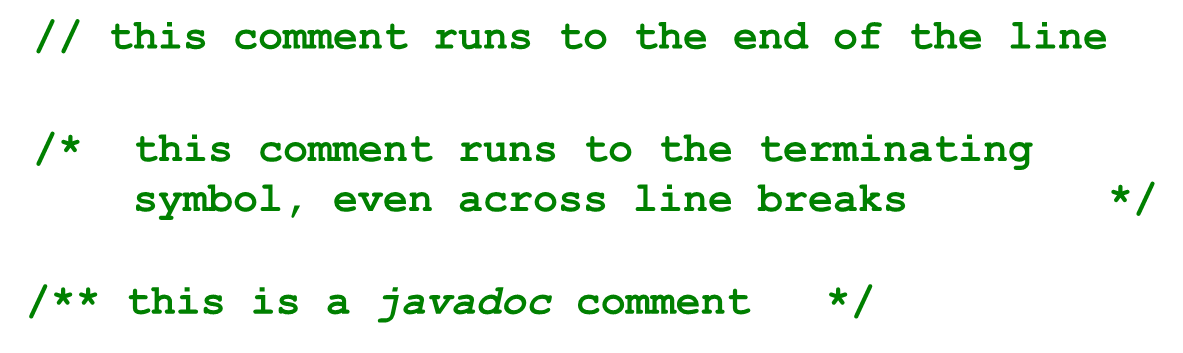 // this comment runs to the end of the line
/*  this comment runs to the terminating
symbol, even across line breaks        */
/** this is a javadoc comment   */